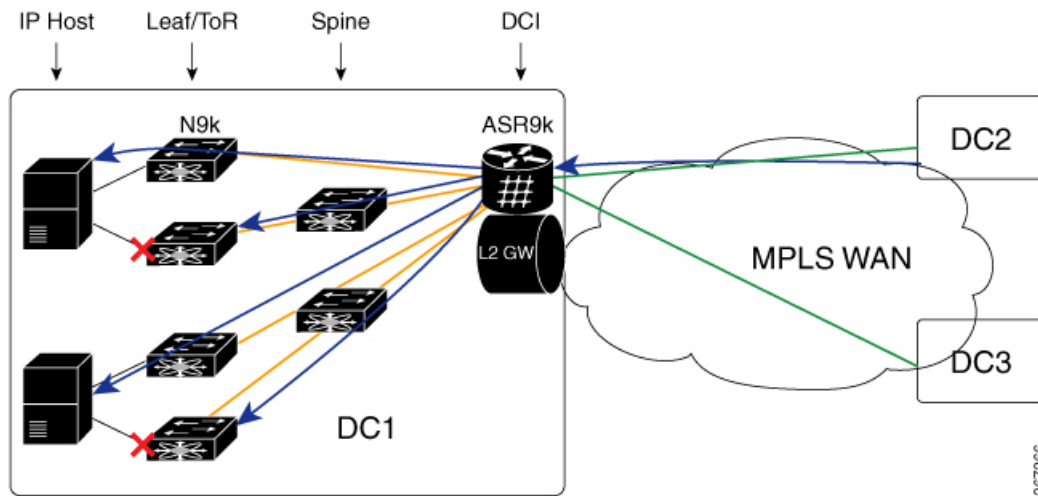 IP Host
Leaf/ToR
Spine
DCI
N9k
ASR9k
DC2
L2 GW
MPLS WAN
DC3
DC1